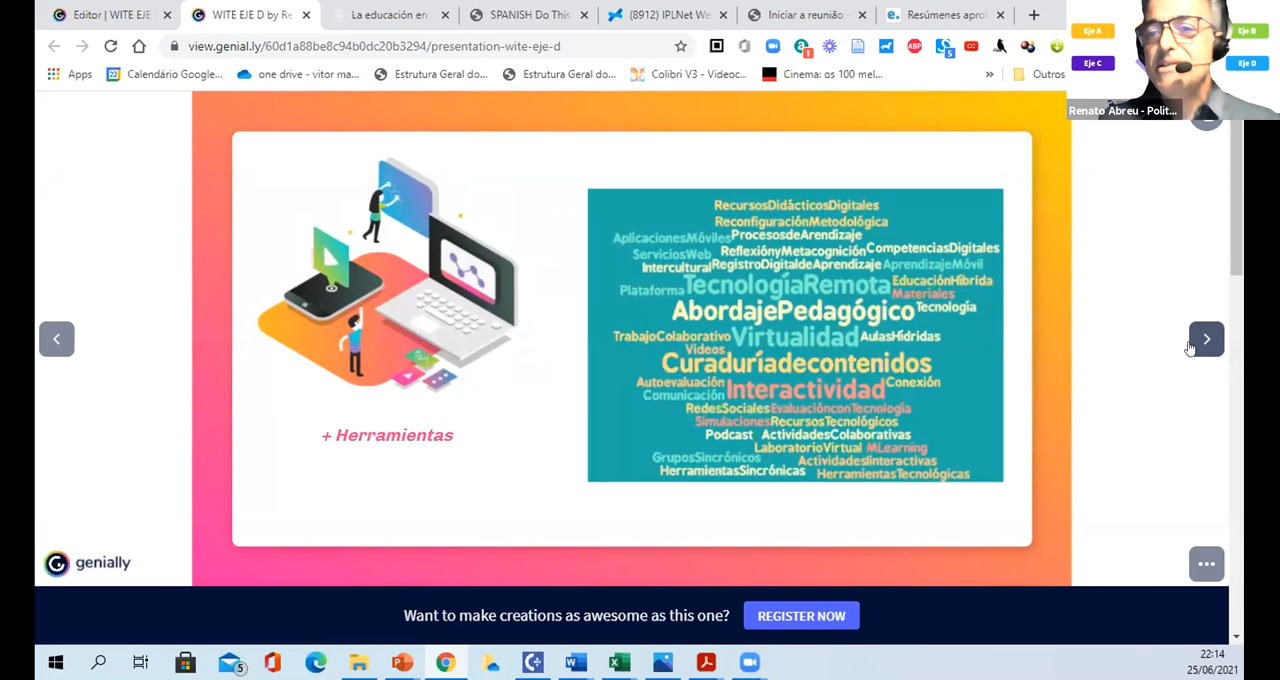 Editor | WITE EJE
WITE EJE D by Re
La educación en
SPANISH Do This
(8912) IPLNet We
Iniciar a reunião -
Resúmenes aprob
view.genial.ly/60d1a88be8c94b0dc20b3294/presentation-wite-eje-d
Apps
Calendário Google...
one drive - vitor ma...
Estrutura Geral do...
Estrutura Geral do...
Colibri V3 - Videoc...
Cinema: os 100 mel...
»
Outros
Eje A
Eje B
Eje C
Eje D
Renato Abreu - Polit...
RecursosDidácticosDigitales
ReconfiguraciónMetodológica
AplicacionesMóviles ProcesosdeArendizaje
ServiciosWeb ReflexiónyMetacognición CompetenciasDigitales
Intercultural RegistroDigitaldeAprendizaje AprendizajeMóvil
Plataforma TecnologíaRemota EducaciónHíbrida
Materiales
AbordajePedagógico Tecnología
TrabajoColaborativo Virtualidad AulasHídridas
Videos
Curaduríadecontenidos
Autoevaluación Interactividad Conexión
Comunicación
RedesSociales EvaluaciónconTecnología
Simulaciones RecursosTecnológicos
Podcast ActividadesColaborativas
LaboratorioVirtual MLearning
GruposSincrónicos ActividadesIinteractivas
HerramientasSincrónicas HerramientasTecnológicas
+ Herramientas
genially
Want to make creations as awesome as this one?
REGISTER NOW
5
22:14
25/06/2021